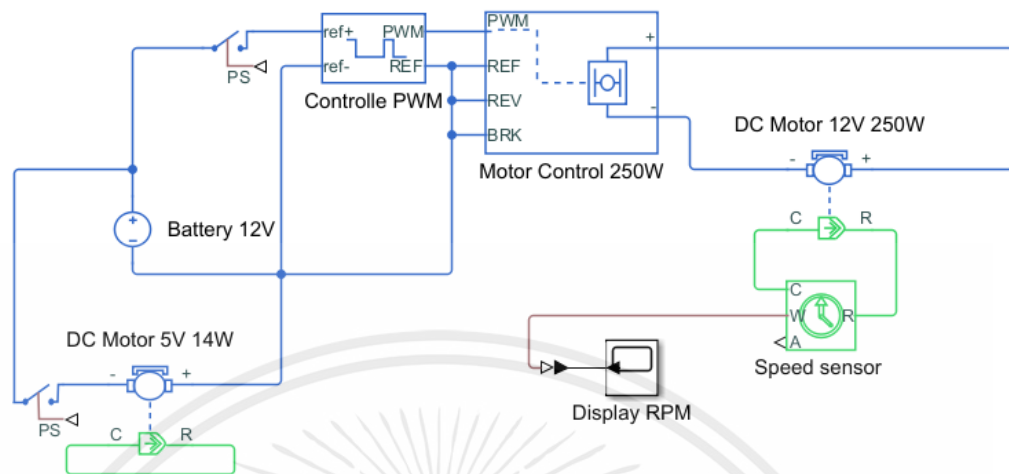 ref+ PWM
ref- REF
PS
Controlle PWM
PWM
REF
REV
BRK
+
-
Motor Control 250W
DC Motor 12V 250W
- +
C R
C
W R
A
Speed sensor
Display RPM
+
-
Battery 12V
DC Motor 5V 14W
- +
PS
C R